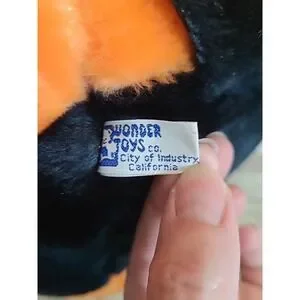 WONDER
TOYS CO.
City of Industry
California